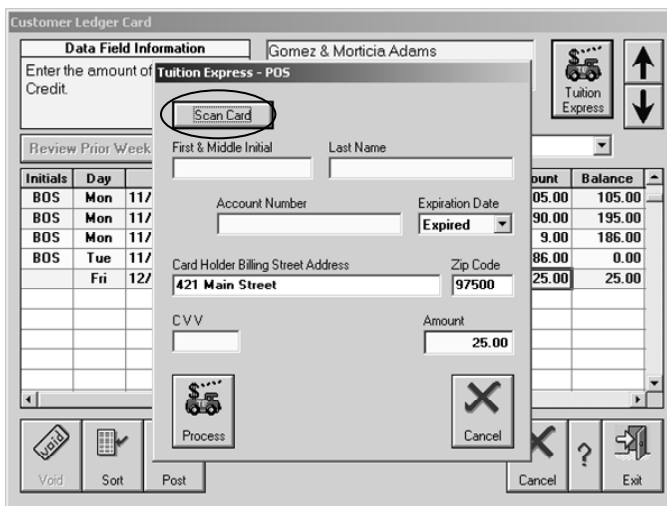 Customer Ledger Card
Data Field Information
Gomez & Morticia Adams
Enter the amount of
Credit.
Tuition
Express
Tuition Express - POS
Scan Card
First & Middle Initial Last Name
Account Number Expiration Date
Expired
Card Holder Billing Street Address Zip Code
421 Main Street 97500
CVV Amount
25.00
Process Cancel
Review Prior Week
Initials Day ount Balance
BOS Mon 11/ 05.00 105.00
BOS Mon 11/ 90.00 195.00
BOS Mon 11/ 9.00 186.00
BOS Tue 11/ 86.00 0.00
Fri 12/ 25.00 25.00
Void
Void Sort Post Cancel ? Exit